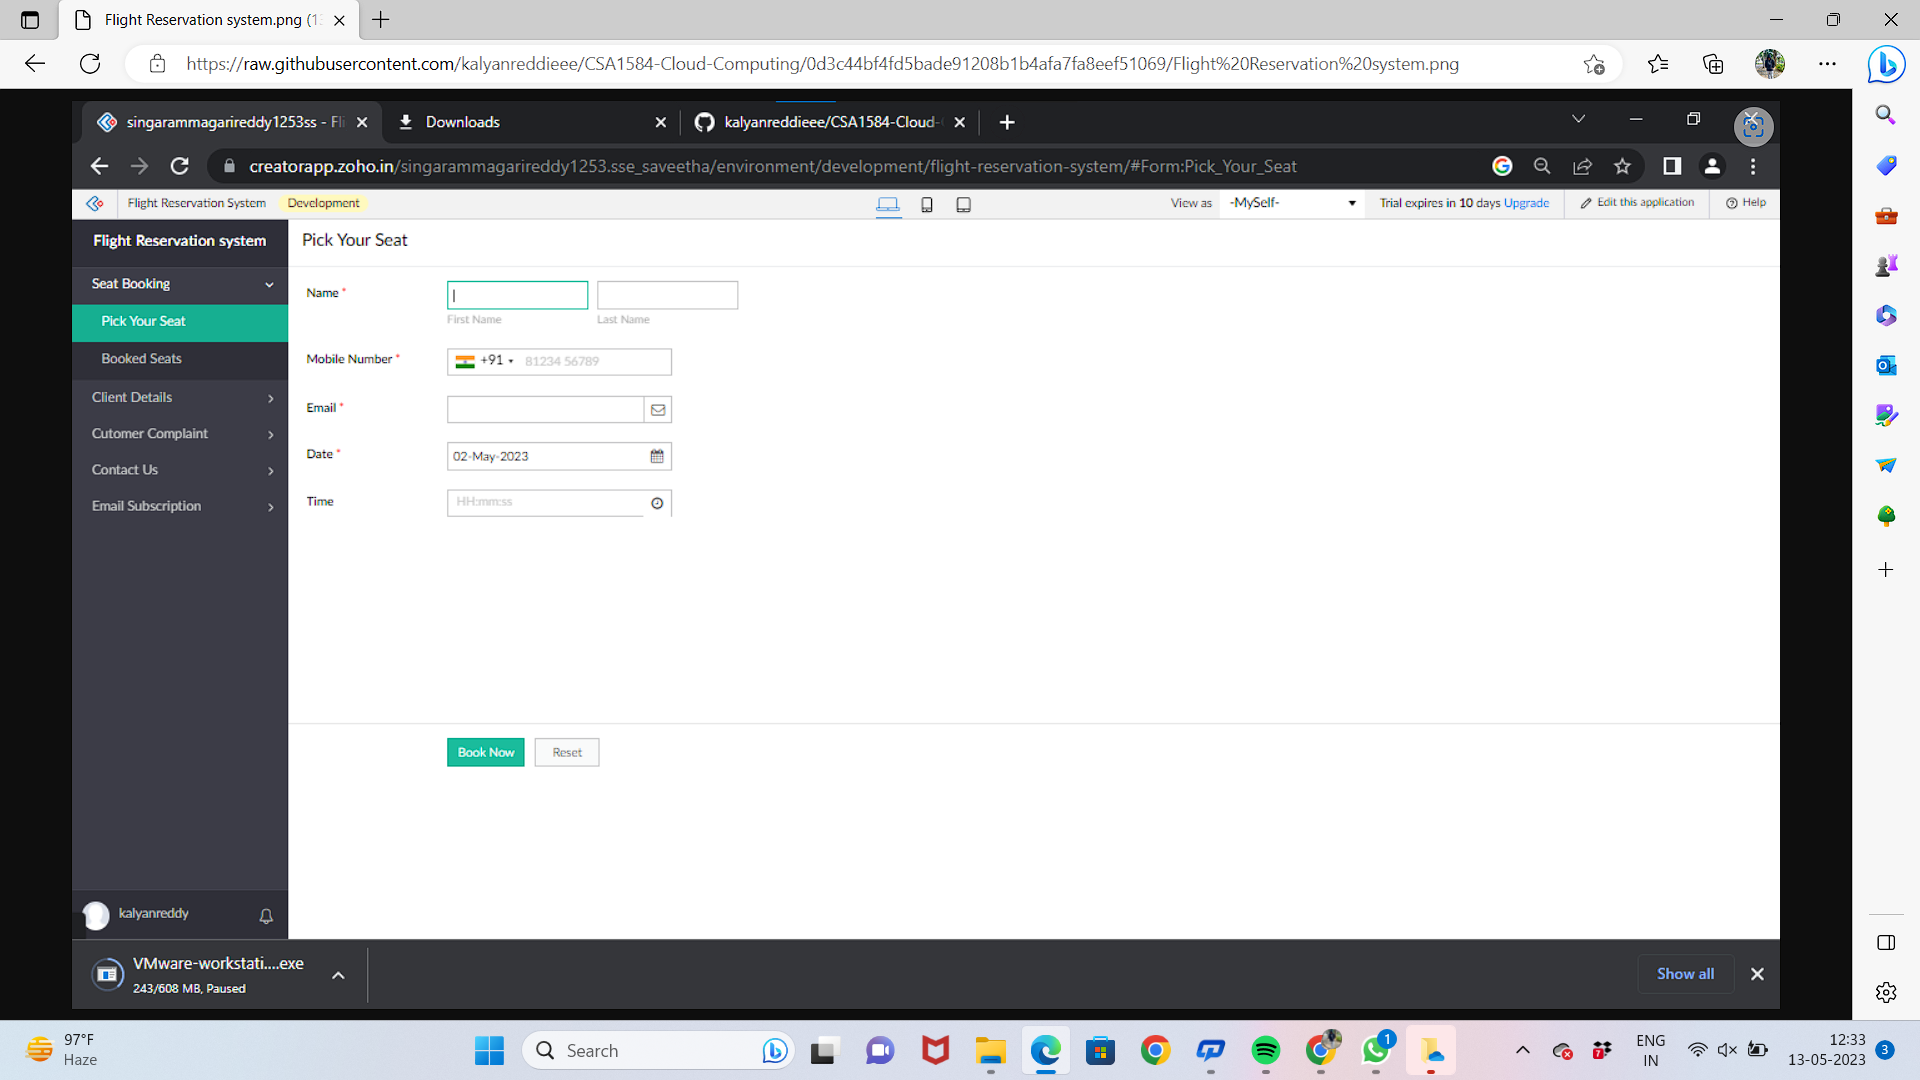 Flight Reservation system.png (1
https://raw.githubusercontent.com/kalyanreddieee/CSA1584-Cloud-Computing/0d3c44bf4fd5bade91208b1b4afa7fa8eef51069/Flight%20Reservation%20system.png
singarammagarireddy1253ss - Fli
Downloads
kalyanreddieee/CSA1584-Cloud-
creatorapp.zoho.in/singarammagarireddy1253.sse_saveetha/environment/development/flight-reservation-system/#Form:Pick_Your_Seat
Flight Reservation System Development View as -MySelf- Trial expires in 10 days Upgrade Edit this application Help
Flight Reservation system
Seat Booking
Pick Your Seat
Booked Seats
Client Details
Cutomer Complaint
Contact Us
Email Subscription
kalyanreddy
Pick Your Seat
Name *
First Name Last Name
Mobile Number * +91 81234 56789
Email *
Date * 02-May-2023
Time HH:mm:ss
Book Now Reset
VMware-workstati....exe
243/608 MB, Paused
Show all
97°F
Haze
Search
1
7
ENG
IN
12:33
13-05-2023
3